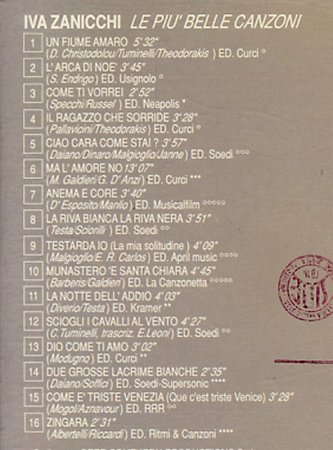 IVA ZANICCHI LE PIU' BELLE CANZONI
1 UN FIUME AMARO 5'32"
(D. Christodolou/Tuminelli/Theodorakis) ED. Curci °
2 L'ARCA DI NOE' 3'45"
(S. Endrigo) ED. Usignolo °
3 COME TI VORREI 2'52"
(Specchi/Russel) ED. Neapolis *
4 IL RAGAZZO CHE SORRIDE 3'28"
(Pallavicini/Theodorakis) ED. Curci °
5 CIAO CARA COME STAI ? 3'57"
(Daiano/Dinaro/Malgioglio/Janne) ED. Soedi °°
6 MA L' AMORE NO 13'07"
(M. Galdieri/G. D' Anzi) ED. Curci ***
7 ANEMA E CORE 3'40"
(D' Esposito/Manlio) ED. Musicalfilm °°°°
8 LA RIVA BIANCA LA RIVA NERA 3'51"
(Testa/Sciorilli) ED. Soedi °°
9 TESTARDA IO (La mia solitudine ) 4'09"
(Malgioglio/E. R. Carlos) ED. April music °°°°
10 MUNASTERO 'E SANTA CHIARA 4'45"
(Barberis/Galdieri) ED. La Canzonetta °°°°
11 LA NOTTE DELL' ADDIO 4'03"
(Diverio/Testa) ED. Kramer **
12 SCIOGLI I CAVALLI AL VENTO 4'27"
(C. Tuminelli, trascriz. E.Leoni) ED. Soedi °°
13 DIO COME TI AMO 3'02"
(Modugno) ED. Curci **
14 DUE GROSSE LACRIME BIANCHE 2'35"
(Daiano/Soffici) ED. Soedi-Supersonic ****
15 COME E' TRISTE VENEZIA (Que c'est triste Venice) 3'28"
(Mogol/Aznavour) ED. RRR °°
16 ZINGARA 2'31"
(Albertelli/Riccardi) ED. Ritmi & Canzoni ****